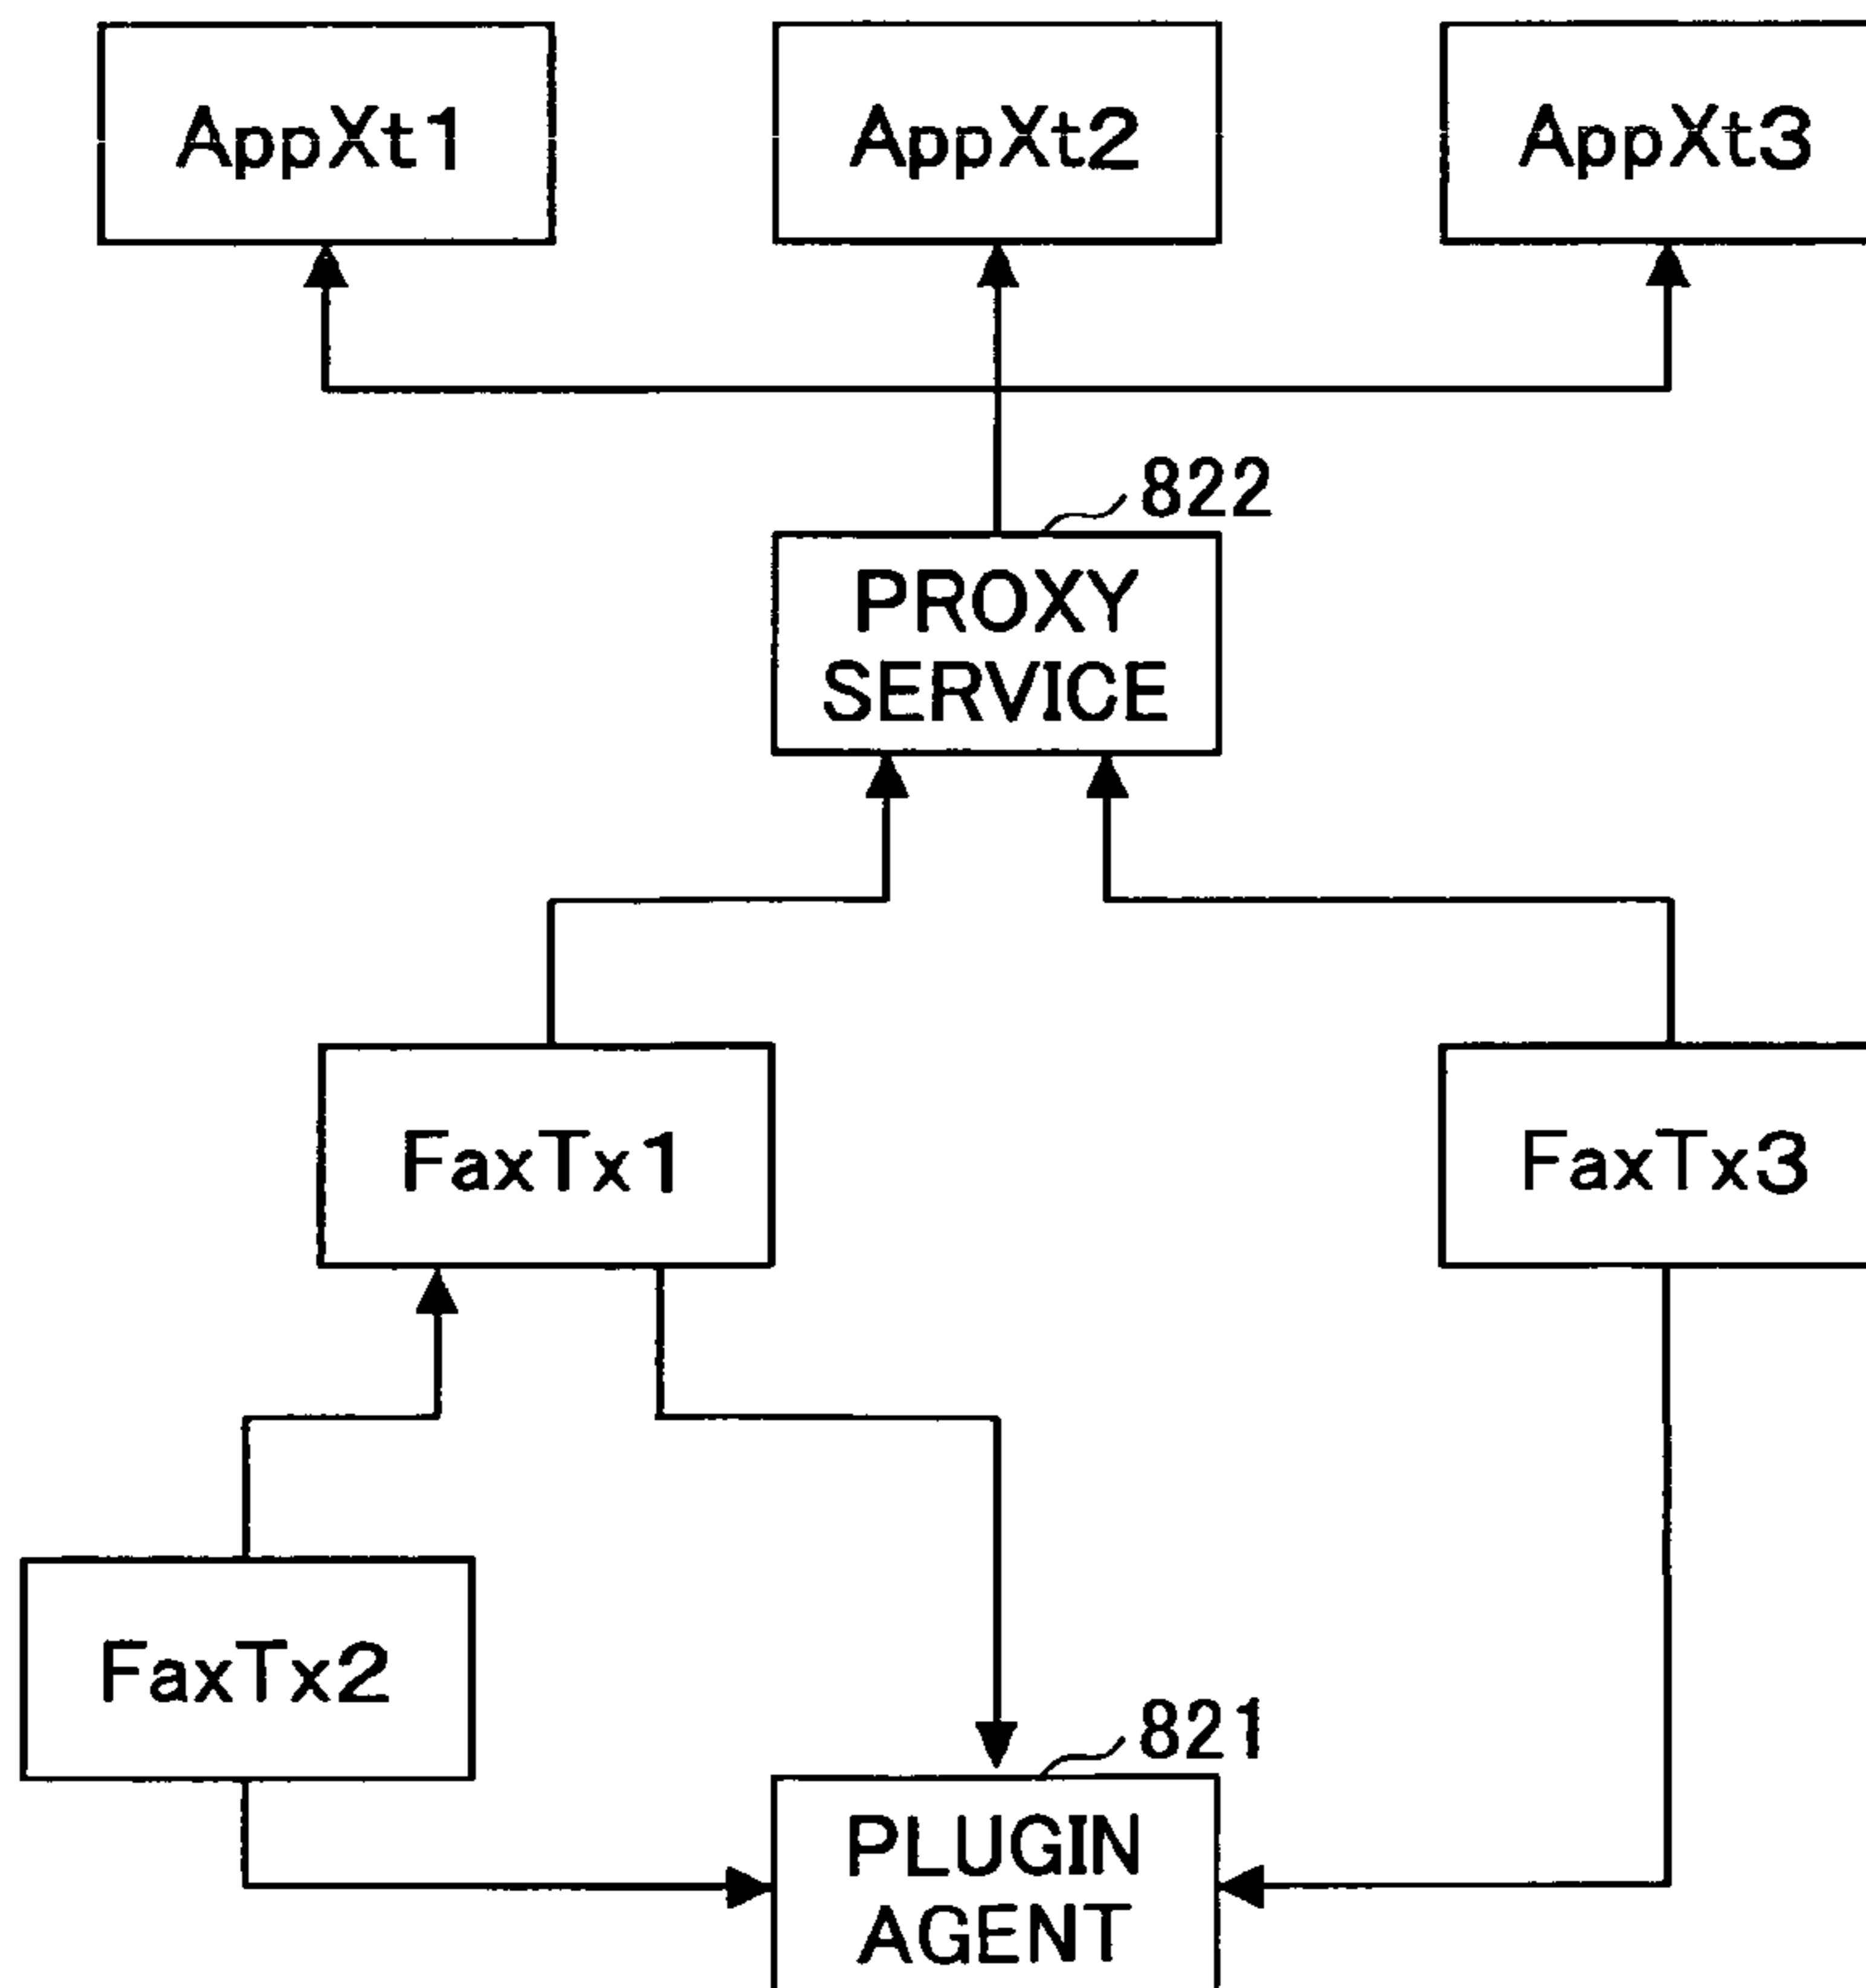 AppXt1
AppXt2
AppXt3
822
PROXY
SERVICE
FaxTx1
FaxTx3
FaxTx2
821
PLUGIN
AGENT